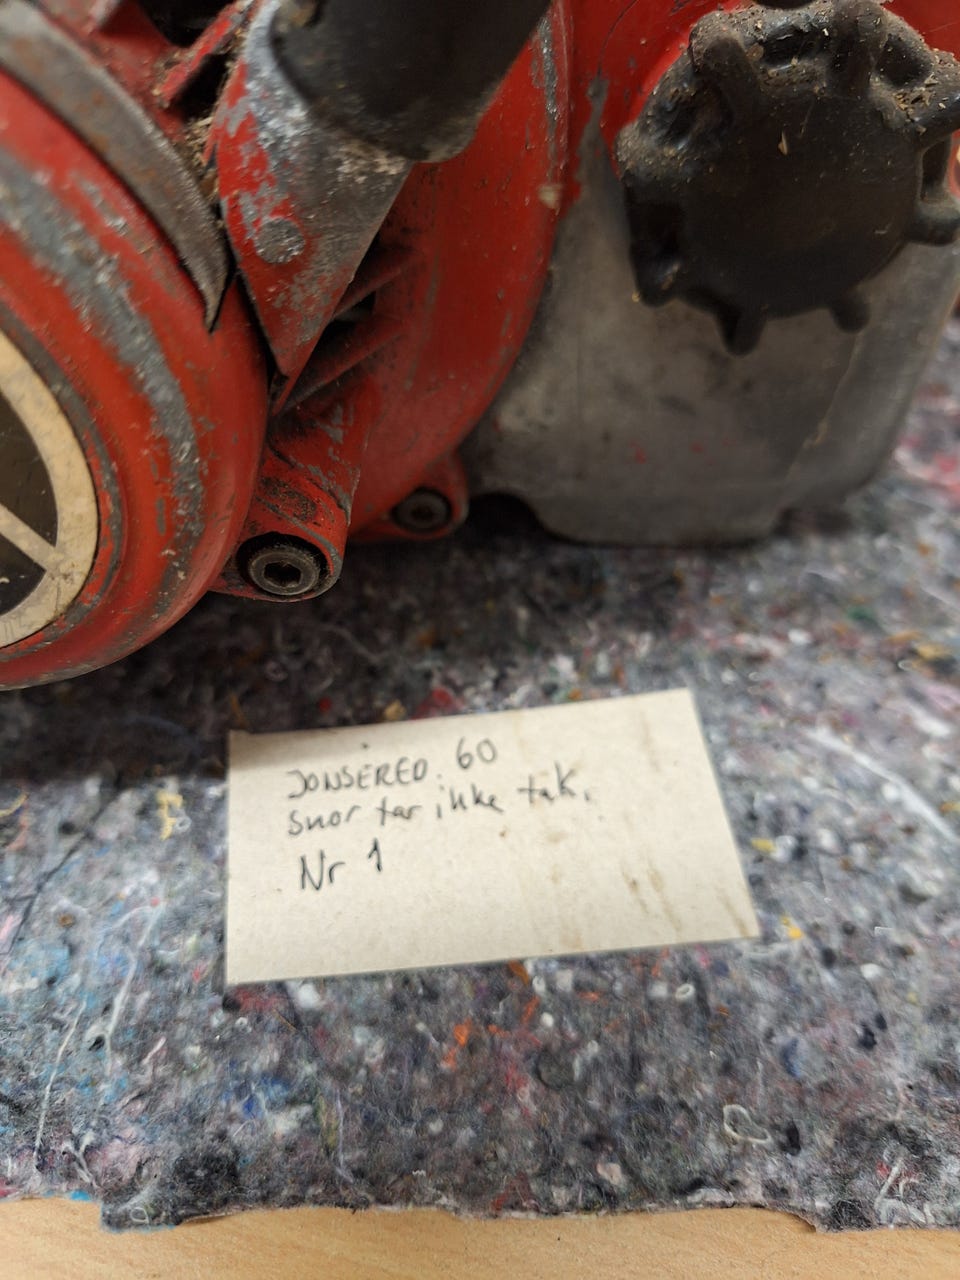 JONSERED. 60
snor tar ikke tak.
Nr 1